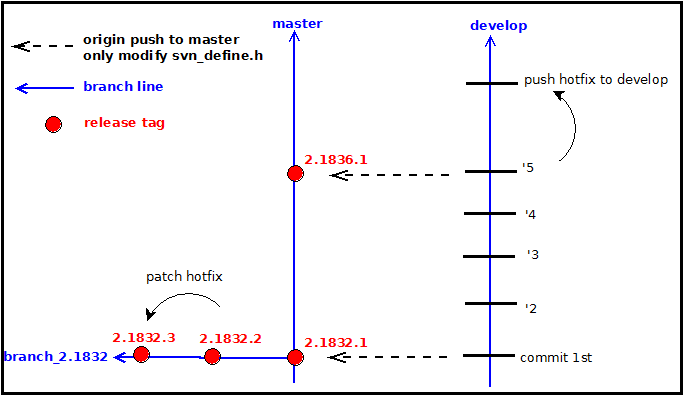 master
develop
origin push to master
only modify svn_define.h
branch line
release tag
push hotfix to develop
2.1836.1
'5
'4
'3
'2
patch hotfix
2.1832.3
2.1832.2
2.1832.1
branch_2.1832
commit 1st